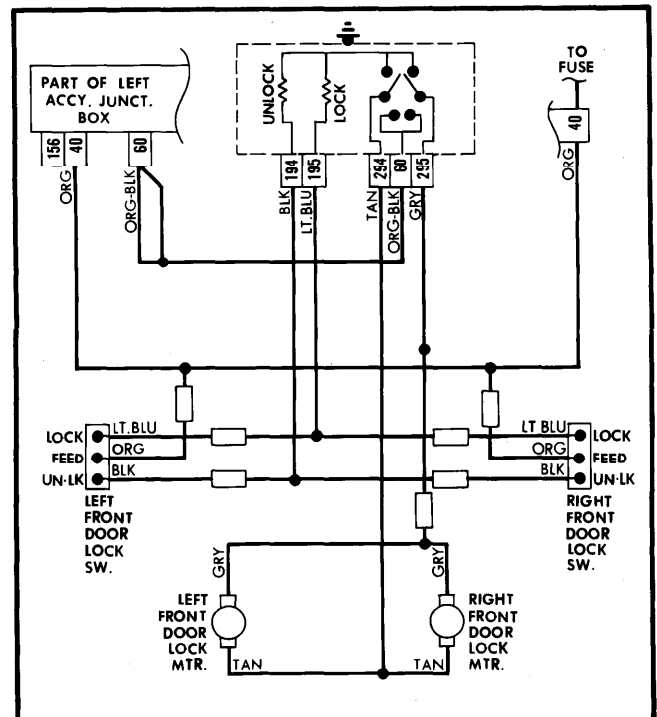 PART OF LEFT
ACCY. JUNCT.
BOX
156
40
60
ORG
ORG-BLK
UNLOCK
LOCK
194
195
294
60
295
BLK
LT.BLU
TAN
ORG-BLK
GRY
TO
FUSE
40
ORG
LOCK
LT.BLU
FEED
ORG
UN-LK
BLK
LEFT
FRONT
DOOR
LOCK
SW.
LT BLU
LOCK
ORG
FEED
BLK
UN-LK
RIGHT
FRONT
DOOR
LOCK
SW.
GRY
GRY
LEFT
FRONT
DOOR
LOCK
MTR.
TAN
RIGHT
FRONT
DOOR
LOCK
MTR.
TAN